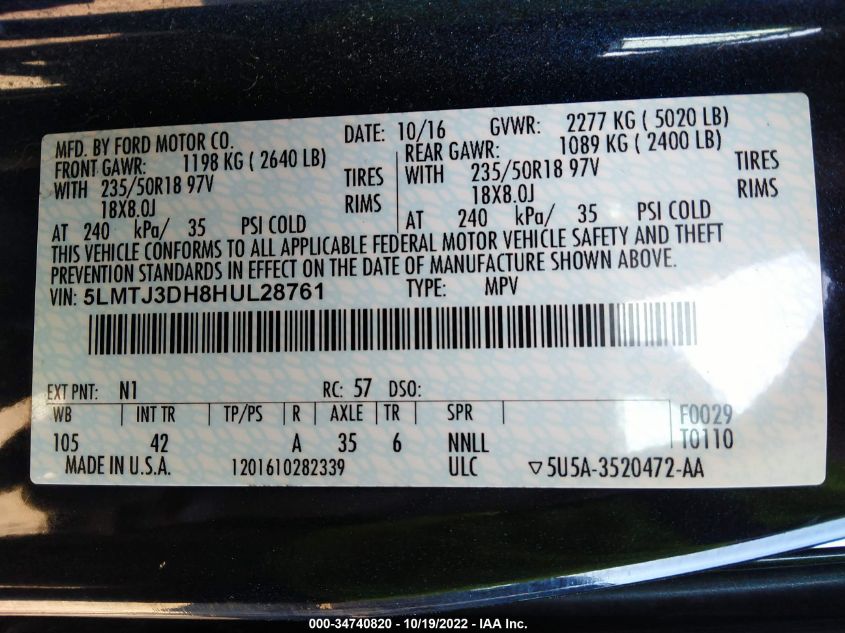 MFD. BY FORD MOTOR CO. DATE: 10/16 GVWR: 2277 KG ( 5020 LB)
FRONT GAWR: 1198 KG ( 2640 LB) REAR GAWR: 1089 KG ( 2400 LB)
WITH 235/50R18 97V TIRES WITH 235/50R18 97V TIRES
18X8.0J RIMS 18X8.0J RIMS
AT 240 kPa/ 35 PSI COLD AT 240 kPa/ 35 PSI COLD
THIS VEHICLE CONFORMS TO ALL APPLICABLE FEDERAL MOTOR VEHICLE SAFETY AND THEFT
PREVENTION STANDARDS IN EFFECT ON THE DATE OF MANUFACTURE SHOWN ABOVE.
VIN: 5LMTJ3DH8HUL28761 TYPE: MPV
EXT PNT: N1 RC: 57 DSO:
WB INT TR TP/PS R AXLE TR SPR F0029
105 42 A 35 6 NNLL T0110
MADE IN U.S.A. 1201610282339 ULC ▽5U5A-3520472-AA
000-34740820 - 10/19/2022 - IAA Inc.